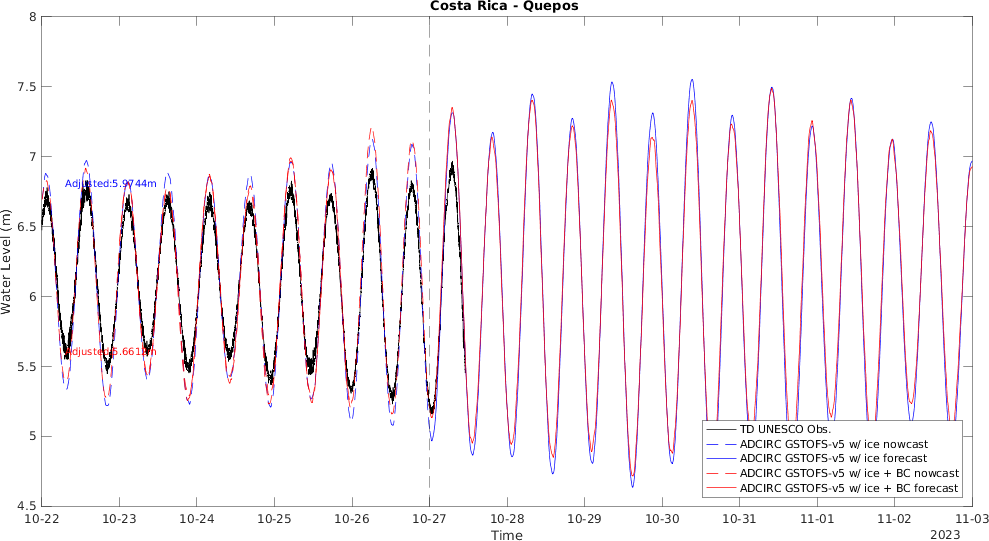 Costa Rica - Quepos
8
7.5
7
6.5
6
5.5
5
4.5
Water Level (m)
Adjusted:5.9744m
TD UNESCO Obs.
ADCIRC GSTOFS-v5 w/ ice nowcast
ADCIRC GSTOFS-v5 w/ ice forecast
ADCIRC GSTOFS-v5 w/ ice + BC nowcast
ADCIRC GSTOFS-v5 w/ ice + BC forecast
10-22 10-23 10-24 10-25 10-26 10-27 10-28 10-29 10-30 10-31 11-01 11-02 11-03
Time
2023